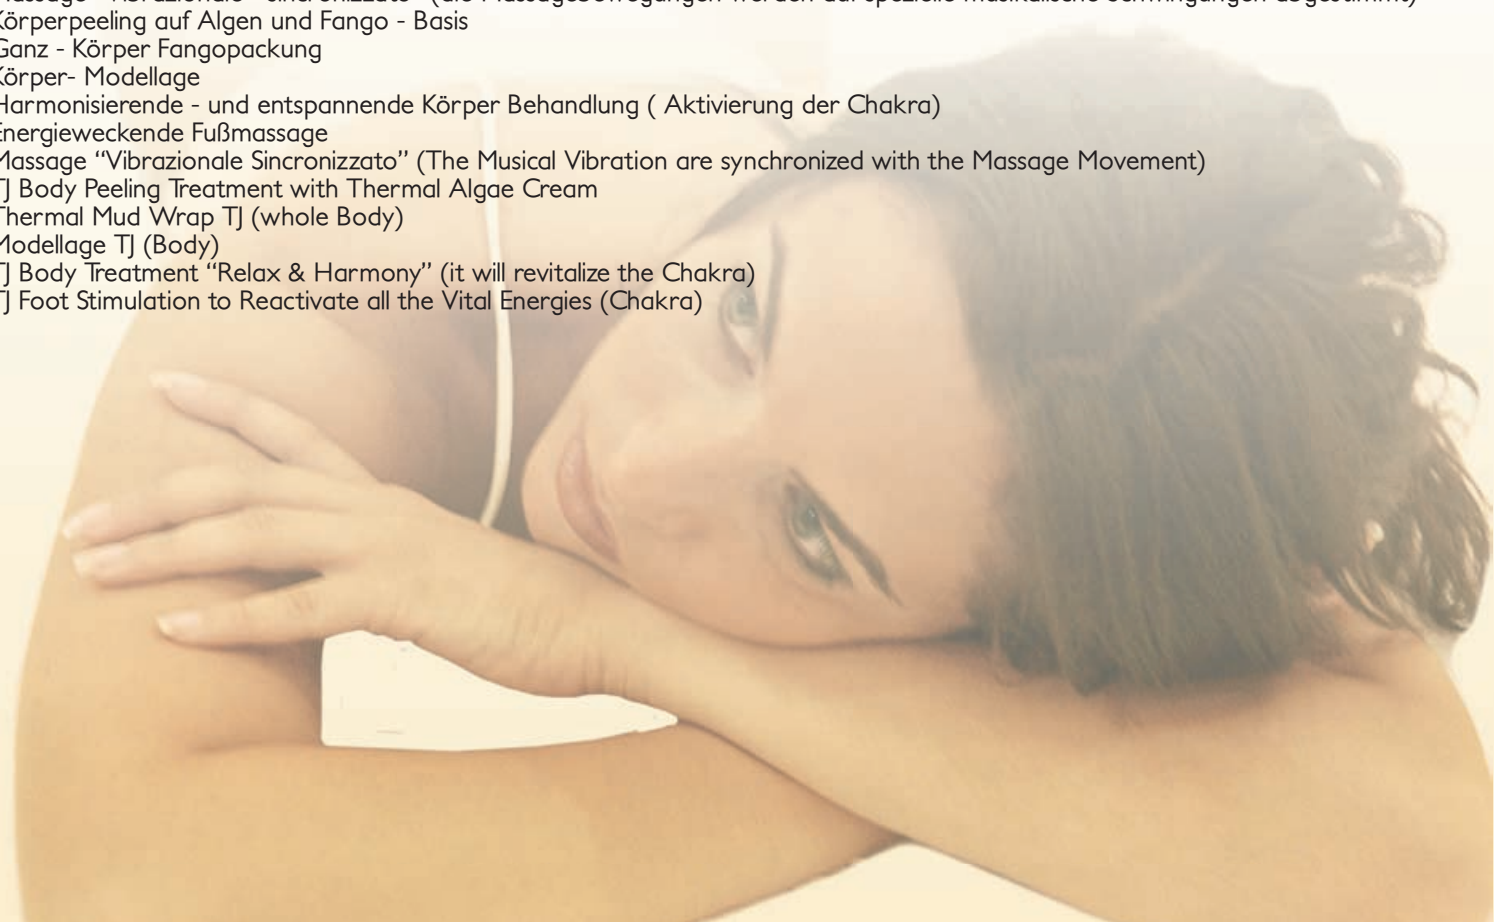 Körperpeeling auf Algen und Fango - Basis
Ganz - Körper Fangopackung
Körper- Modellage
Harmonisierende - und entspannende Körper Behandlung ( Aktivierung der Chakra)
Energieweckende Fußmassage
Massage “Vibrazionale Sincronizzato” (The Musical Vibration are synchronized with the Massage Movement)
TJ Body Peeling Treatment with Thermal Algae Cream
Thermal Mud Wrap TJ (whole Body)
Modellage TJ (Body)
TJ Body Treatment “Relax & Harmony” (it will revitalize the Chakra)
TJ Foot Stimulation to Reactivate all the Vital Energies (Chakra)